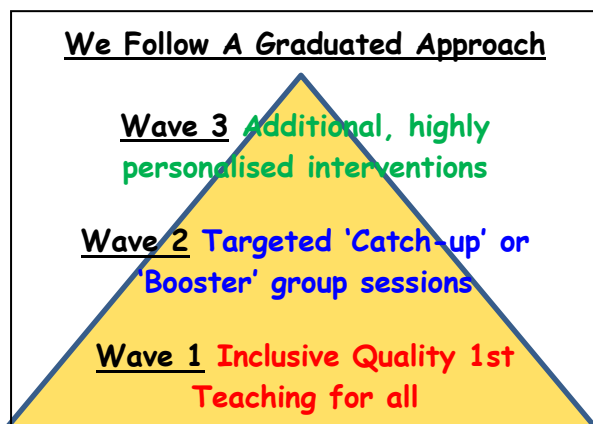 We Follow A Graduated Approach
Wave 3 Additional, highly
personalised interventions
Wave 2 Targeted ‘Catch-up’ or
‘Booster’ group sessions
Wave 1 Inclusive Quality 1st
Teaching for all